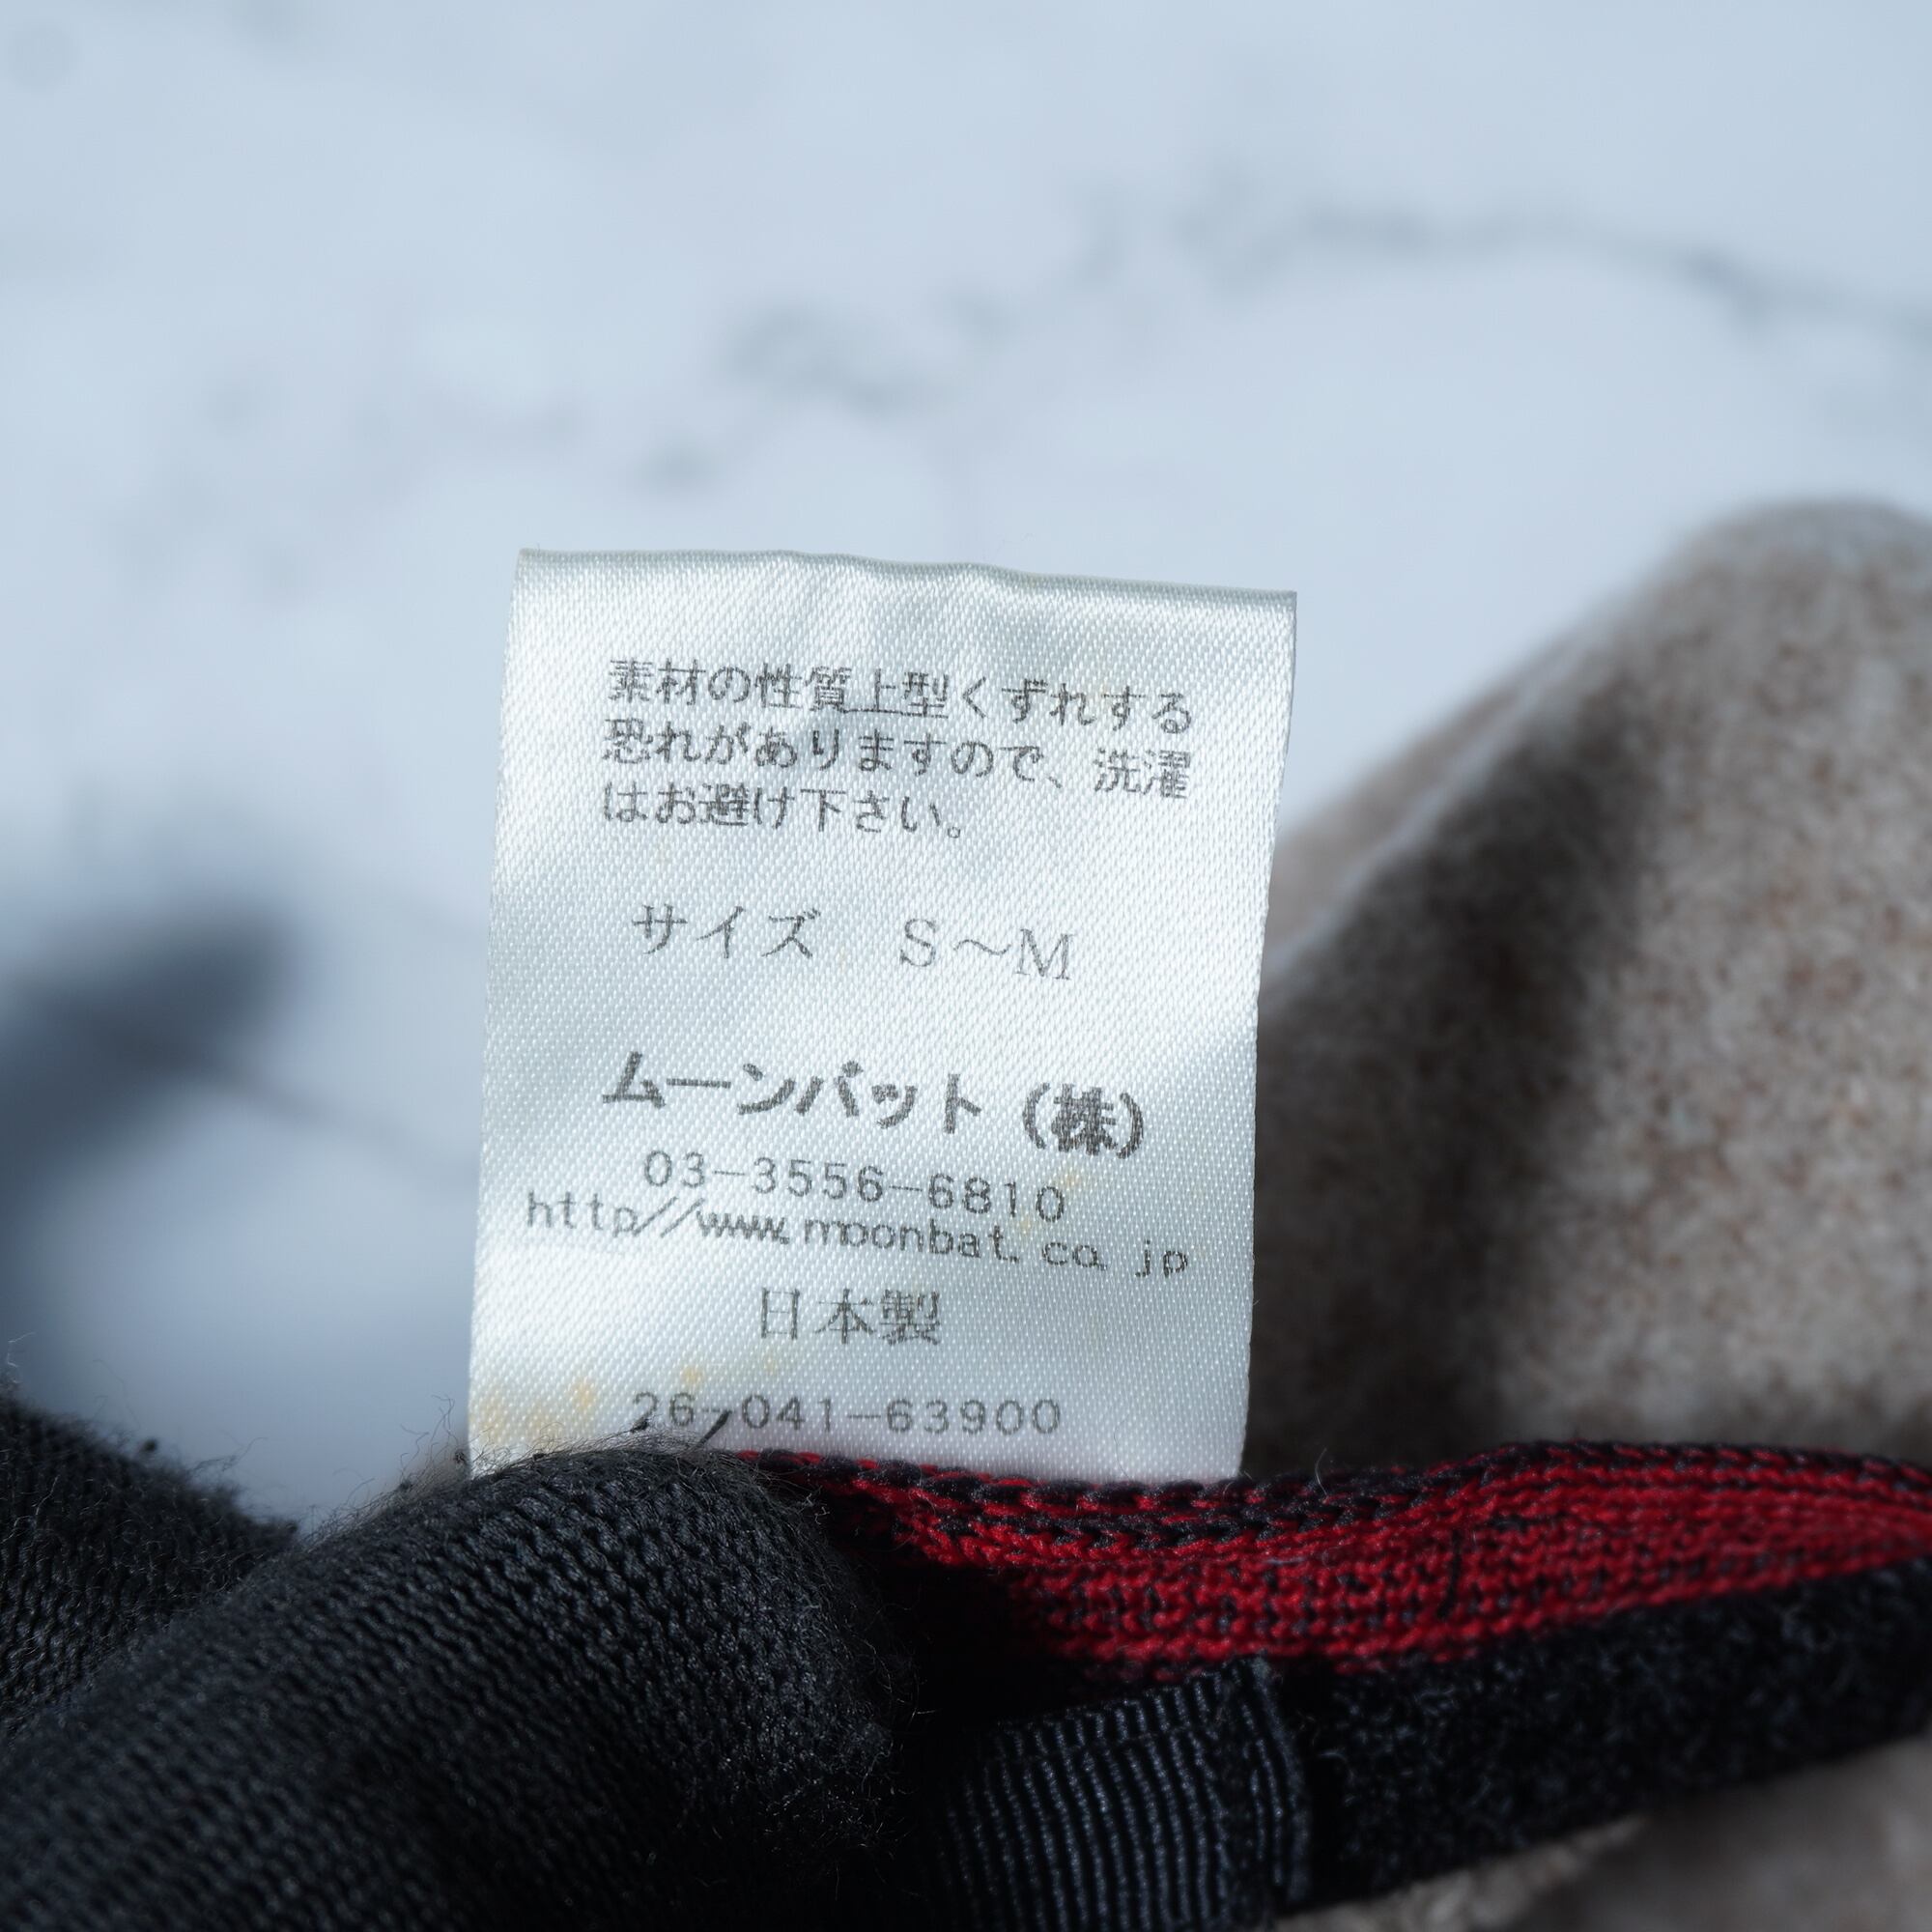 素材の性質上型くずれする
恐れがありますので、洗濯
はお避け下さい。
サイズ　S〜M
ムーンバット（株）
03-3556-6810
http//www.moonbat.co.jp
日本製
26-041-63900